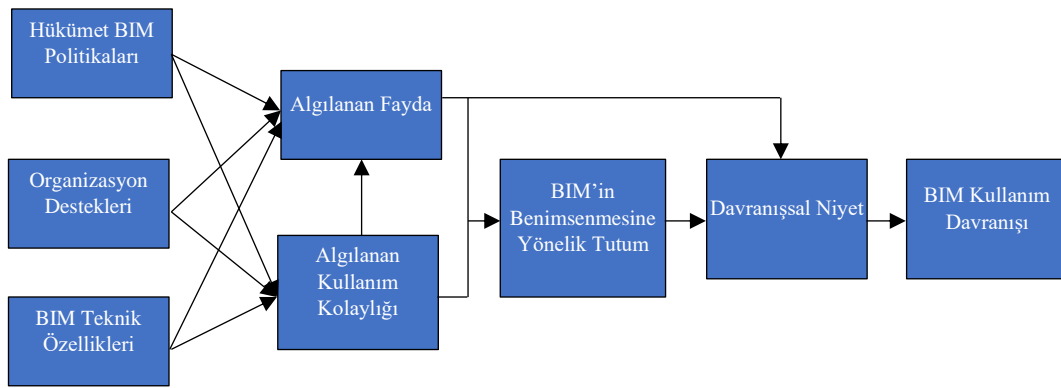 Hükümet BIM
Politikaları
Algılanan Fayda
Organizasyon
Destekleri
BIM'in
Benimsenmesine
Yönelik Tutum
Davranışsal Niyet
BIM Kullanım
Davranışı
Algılanan
Kullanım
Kolaylığı
BIM Teknik
Özellikleri